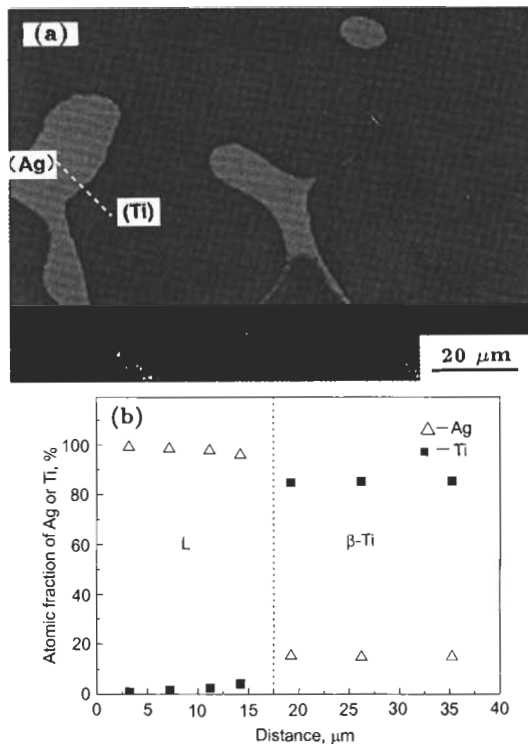 (a)
(Ag)
(Ti)
20 μm
(b)
Atomic fraction of Ag or Ti, %
100
80
60
40
20
0
△—Ag
■—Ti
L
β-Ti
0 5 10 15 20 25 30 35 40
Distance, μm